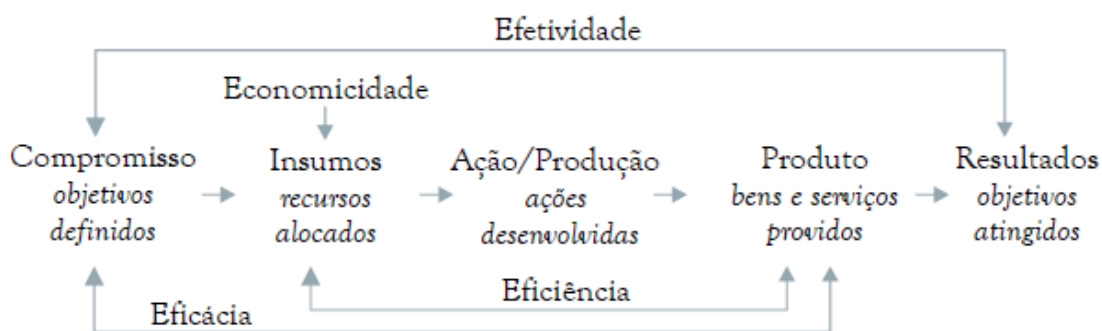 Efetividade
Economicidade
Compromisso
objetivos
definidos
Insumos
recursos
alocados
Ação/Produção
ações
desenvolvidas
Produto
bens e serviços
providos
Resultados
objetivos
atingidos
Eficiência
Eficácia